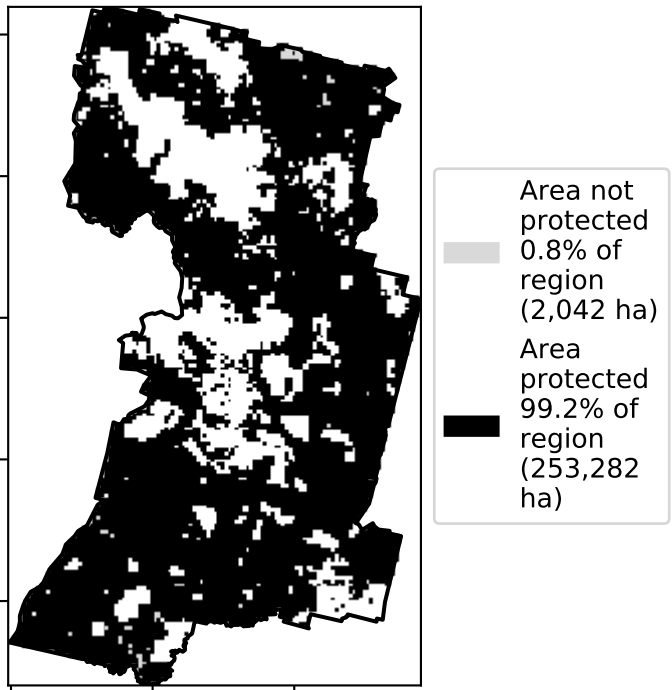 Area not
protected
0.8% of
region
(2,042 ha)
Area
protected
99.2% of
region
(253,282
ha)